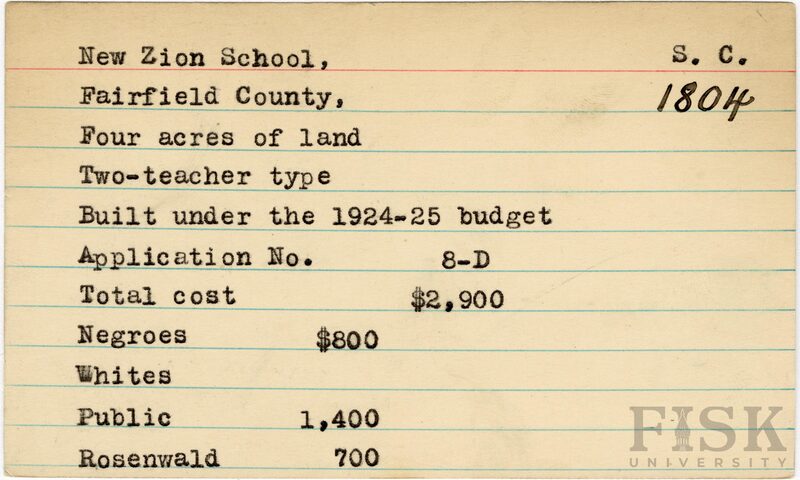 New Zion School, S. C.
Fairfield County, 1804
Four acres of land
Two-teacher type
Built under the 1924-25 budget
Application No. 8-D
Total cost $2,900
Negroes $800
Whites
Public 1,400
Rosenwald 700
FISK
UNIVERSITY